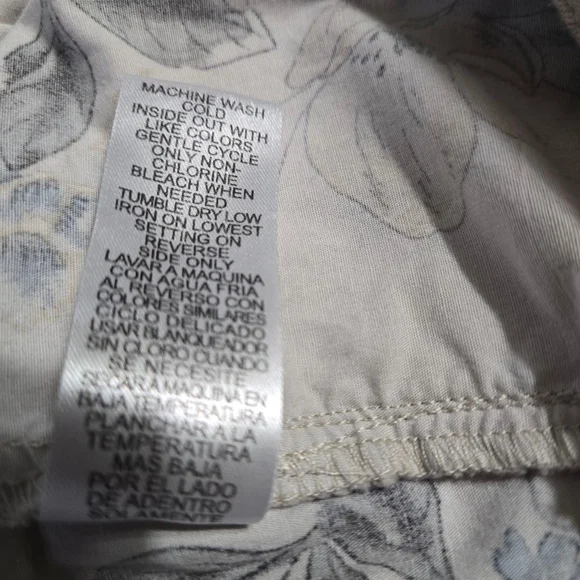 MACHINE WASH
COLD
INSIDE OUT WITH
LIKE COLORS
GENTLE CYCLE
ONLY NON-
CHLORINE
BLEACH WHEN
NEEDED
TUMBLE DRY LOW
IRON ON LOWEST
SETTING ON
REVERSE
SIDE ONLY
LAVAR A MAQUINA
CON AGUA FRIA
AL REVERSO CON
COLORES SIMILARES
CICLO DELICADO
USAR BLANQUEADOR
SIN CLORO CUANDO
SE NECESITE
SECAR A MAQUINA EN
BAJA TEMPERATURA
PLANCHAR A LA
TEMPERATURA
MAS BAJA
POR EL LADO
DE ADENTRO
SOLAMENTE